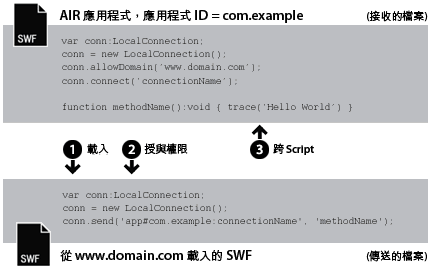 AIR 應用程式，應用程式 ID = com.example
(接收的檔案)
SWF
var conn:LocalConnection;
conn = new LocalConnection();
conn.allowDomain('www.domain.com');
conn.connect('connectionName');
function methodName():void { trace('Hello World') }
1 載入
2 授與權限
3 跨 Script
var conn:LocalConnection;
conn = new LocalConnection();
conn.send('app#com.example:connectionName', 'methodName');
SWF
從 www.domain.com 載入的 SWF
(傳送的檔案)